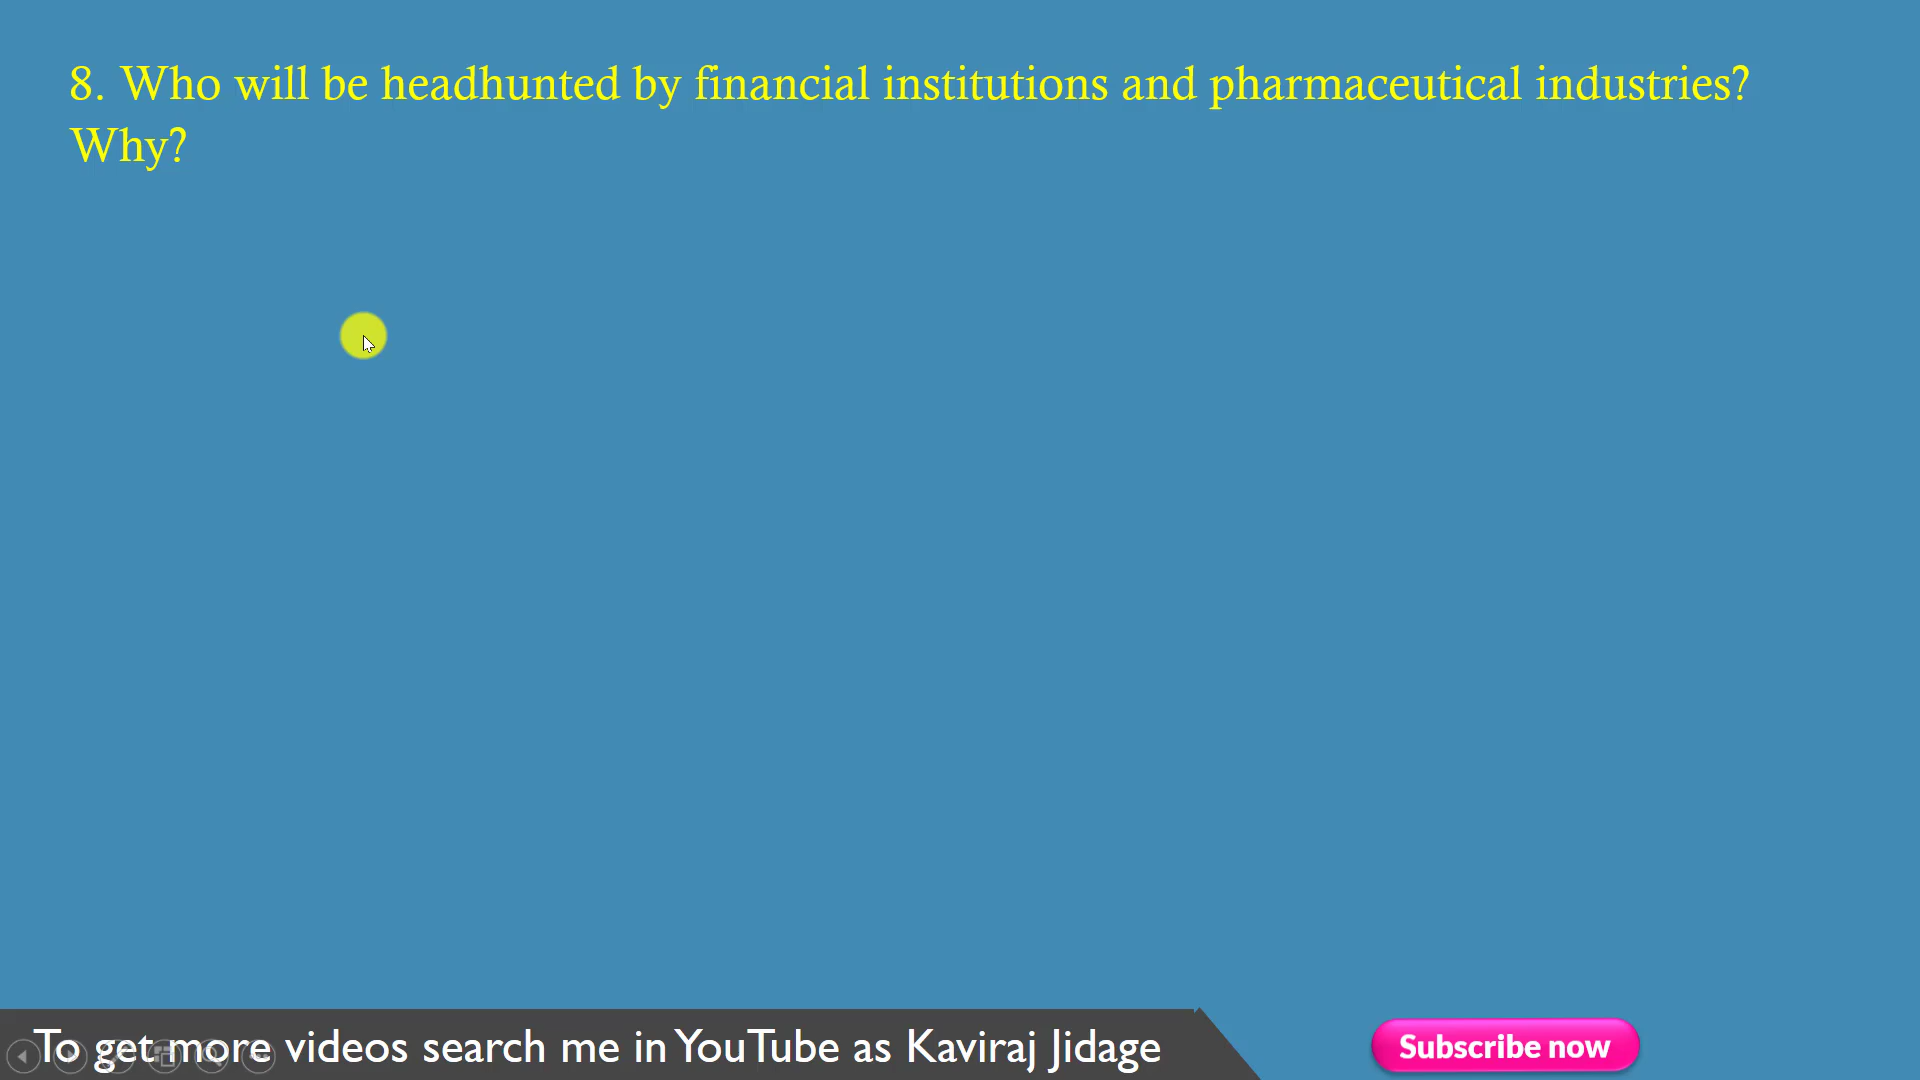 8. Who will be headhunted by financial institutions and pharmaceutical industries?
Why?
To get more videos search me in YouTube as Kaviraj Jidage
Subscribe now